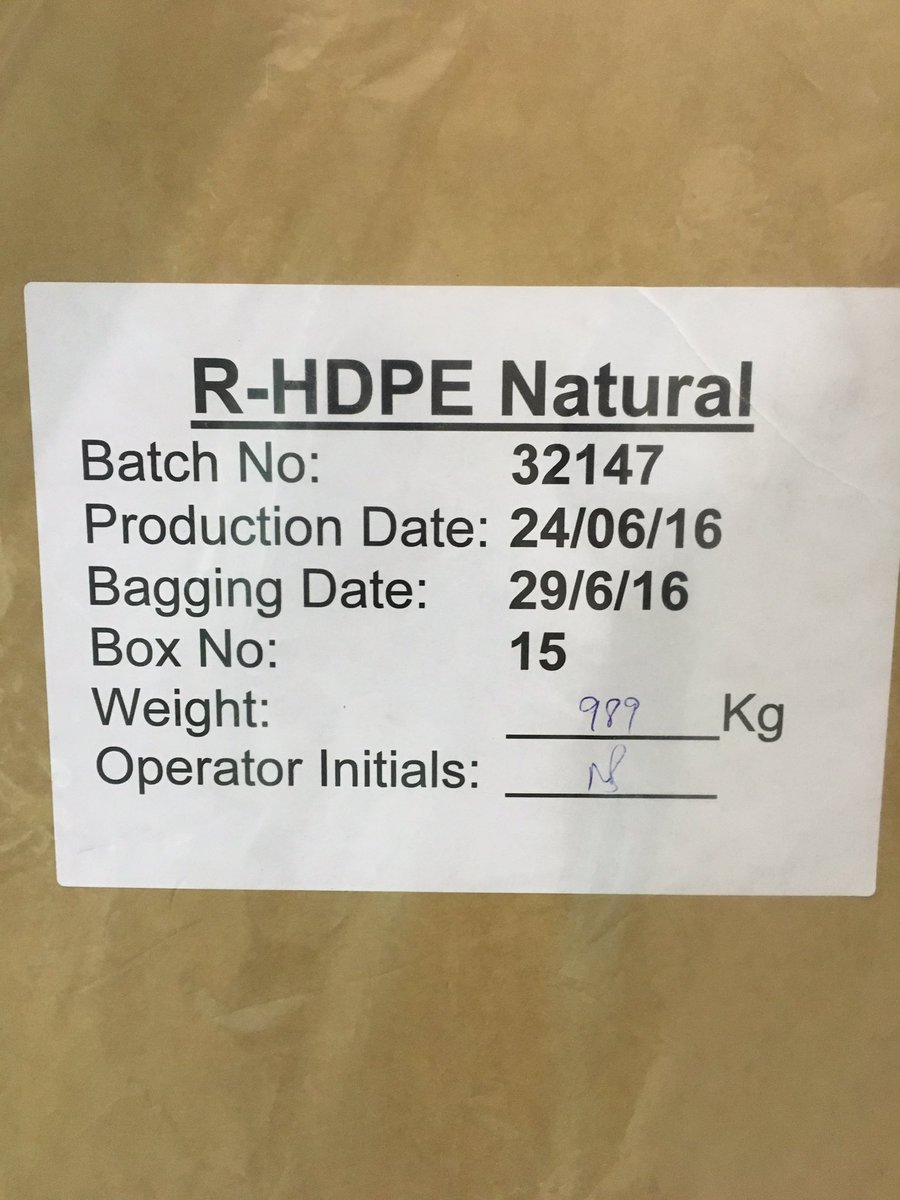 R-HDPE Natural
Batch No: 32147
Production Date: 24/06/16
Bagging Date: 29/6/16
Box No: 15
Weight: 989 Kg
Operator Initials: NS